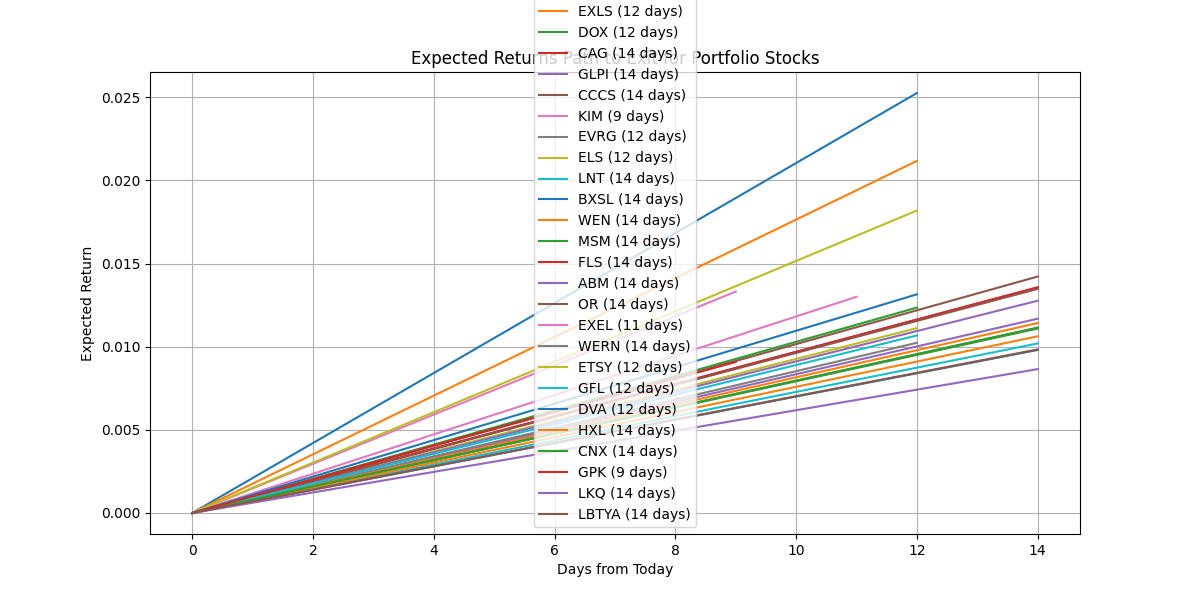 EXLS (12 days)
DOX (12 days)
CAG (14 days)
Expected Returns Path to Exit for Portfolio Stocks
GLPI (14 days)
CCCS (14 days)
KIM (9 days)
EVRG (12 days)
ELS (12 days)
LNT (14 days)
BXSL (14 days)
WEN (14 days)
MSM (14 days)
FLS (14 days)
ABM (14 days)
OR (14 days)
EXEL (11 days)
WERN (14 days)
ETSY (12 days)
GFL (12 days)
DVA (12 days)
HXL (14 days)
CNX (14 days)
GPK (9 days)
LKQ (14 days)
LBTYA (14 days)
0.025
0.020
0.015
0.010
0.005
0.000
Expected Return
0 2 4 6 8 10 12 14
Days from Today